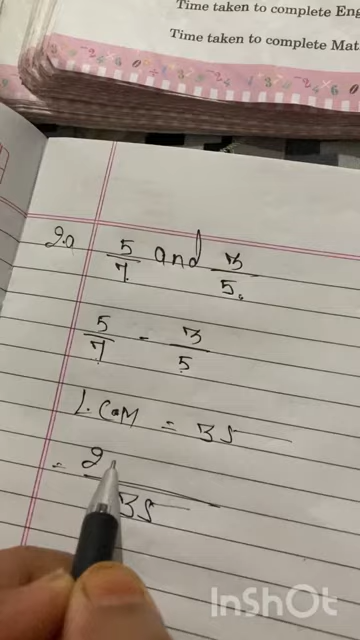 Time taken to complete Eng
Time taken to complete Mat
20 5/7 and 3/5.
5/7 - 3/5
L.C.M = 35
= 2
35
InShOt